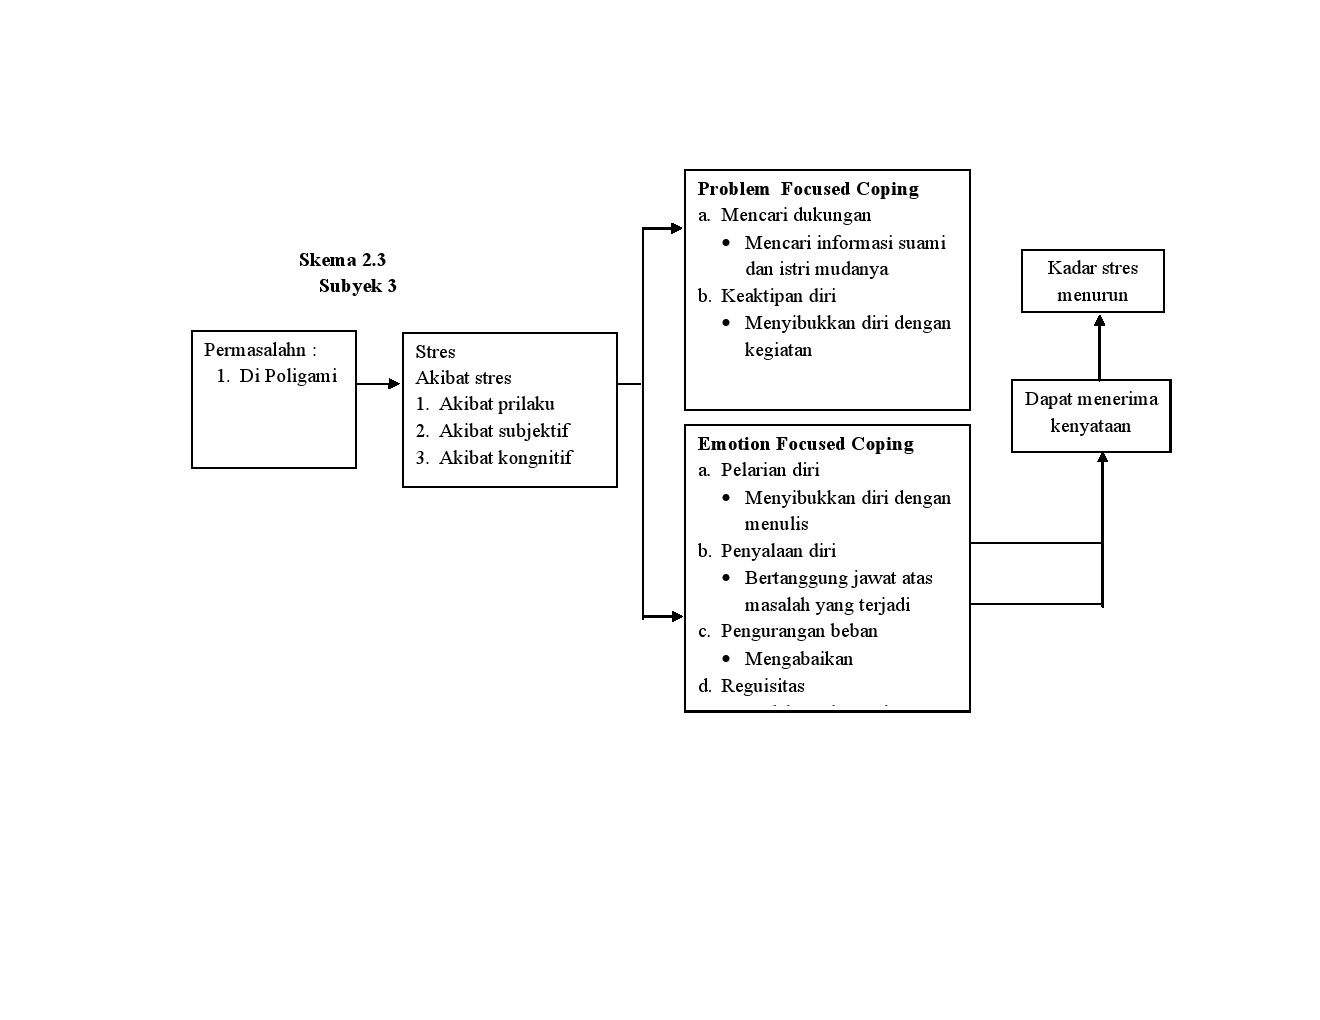 Skema 2.3
Subyek 3
Permasalahn :
1. Di Poligami
Stres
Akibat stres
1. Akibat prilaku
2. Akibat subjektif
3. Akibat kongnitif
Problem Focused Coping
a. Mencari dukungan
• Mencari informasi suami
dan istri mudanya
b. Keaktipan diri
• Menyibukkan diri dengan
kegiatan
Emotion Focused Coping
a. Pelarian diri
• Menyibukkan diri dengan
menulis
b. Penyalaan diri
• Bertanggung jawat atas
masalah yang terjadi
c. Pengurangan beban
• Mengabaikan
d. Reguisitas
Kadar stres
menurun
Dapat menerima
kenyataan